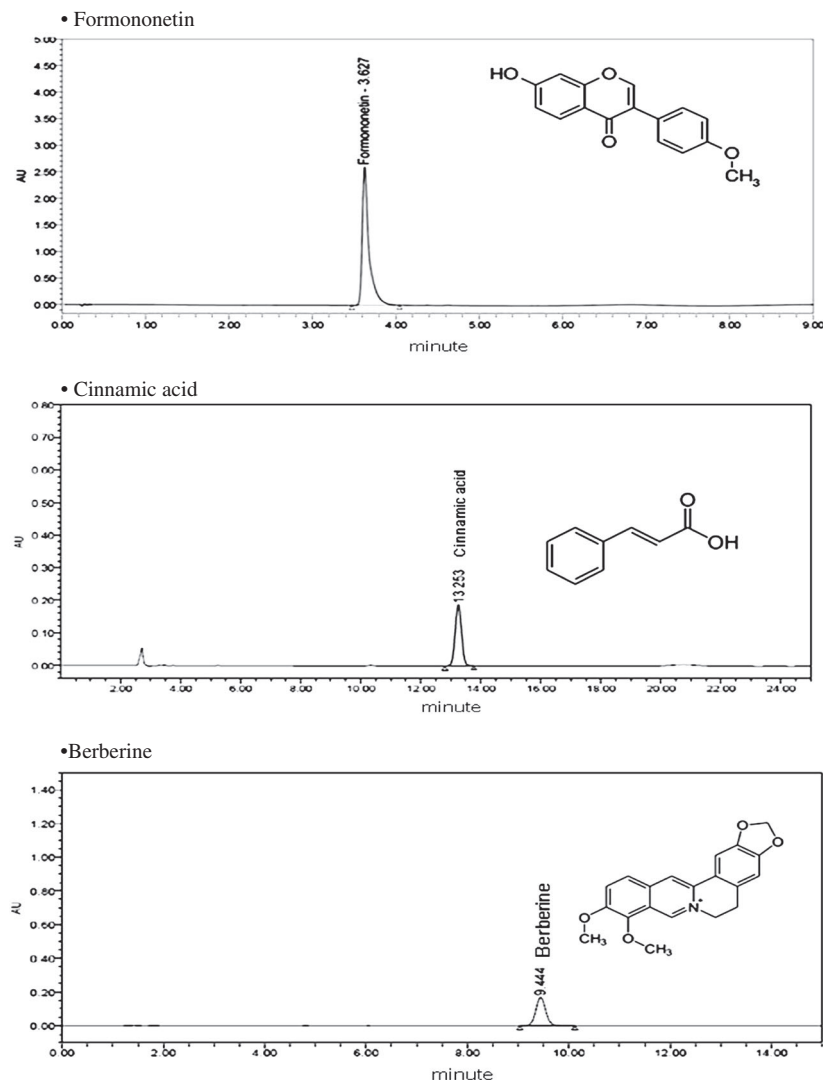 • Formononetin
5.00
4.50
4.00
3.50
3.00
2.50
2.00
1.50
1.00
0.50
0.00
AU
Formononetin - 3.627
HO
O
O
O
CH3
0.00 1.00 2.00 3.00 4.00 5.00 6.00 7.00 8.00 9.00
minute
• Cinnamic acid
0.80
0.70
0.60
0.50
0.40
0.30
0.20
0.10
0.00
AU
13 253 Cinnamic acid
O
OH
2.00 4.00 6.00 8.00 10.00 12.00 14.00 16.00 18.00 20.00 22.00 24.00
minute
•Berberine
1.40
1.20
1.00
0.80
0.60
0.40
0.20
0.00
AU
9 444 Berberine
O
O
N+
O
CH3
O
CH3
0.00 2.00 4.00 6.00 8.00 10.00 12.00 14.00
minute